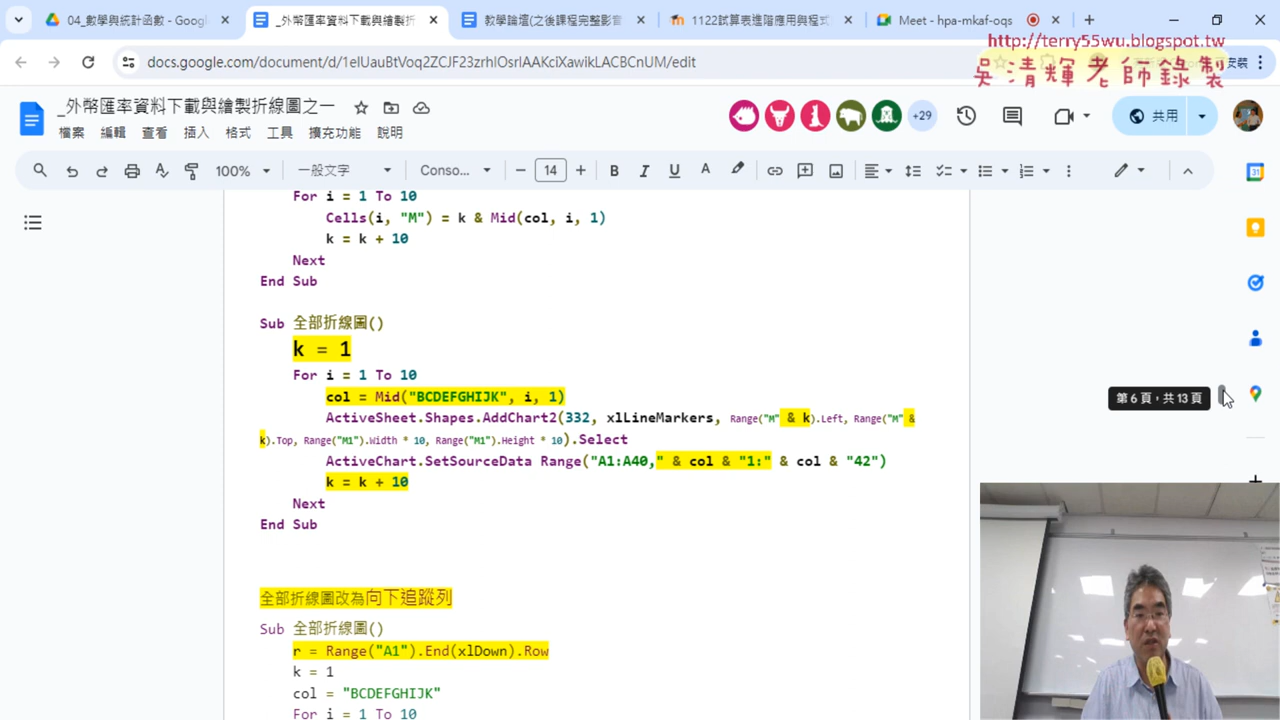 04_數學與統計函數 - Goog
_外幣匯率資料下載與繪製折
教學論壇(之後課程完整影音
1122試算表進階應用與程式
Meet - hpa-mkaf-oqs
http://terry55wu.blogspot.tw
docs.google.com/document/d/1eIUauBtVoq2ZCJF23zrhIOsrIAAKciXawikLACBCnUM/edit
吳清輝老師錄製
_外幣匯率資料下載與繪製折線圖之一
+29
共用
檔案 編輯 查看 插入 格式 工具 擴充功能 說明
100% 一般文字 Conso... 14 B I U A
31
For i = 1 To 10
Cells(i, "M") = k & Mid(col, i, 1)
k = k + 10
Next
End Sub
Sub 全部折線圖()
k = 1
For i = 1 To 10
col = Mid("BCDEFGHIJK", i, 1)
ActiveSheet.Shapes.AddChart2(332, xlLineMarkers, Range("M" & k).Left, Range("M" &
k).Top, Range("M1").Width * 10, Range("M1").Height * 10).Select
ActiveChart.SetSourceData Range("A1:A40," & col & "1:" & col & "42")
k = k + 10
Next
End Sub
第 6 頁，共 13 頁
全部折線圖改為向下追蹤列
Sub 全部折線圖()
r = Range("A1").End(xlDown).Row
k = 1
col = "BCDEFGHIJK"
For i = 1 To 10